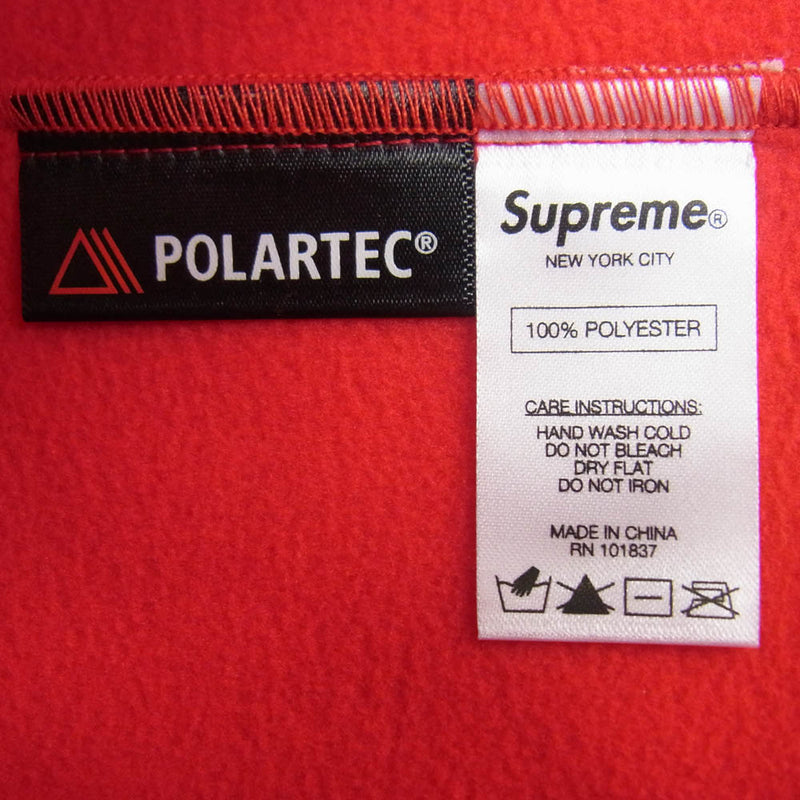 POLARTEC®
Supreme®
NEW YORK CITY
100% POLYESTER
CARE INSTRUCTIONS:
HAND WASH COLD
DO NOT BLEACH
DRY FLAT
DO NOT IRON
MADE IN CHINA
RN 101837